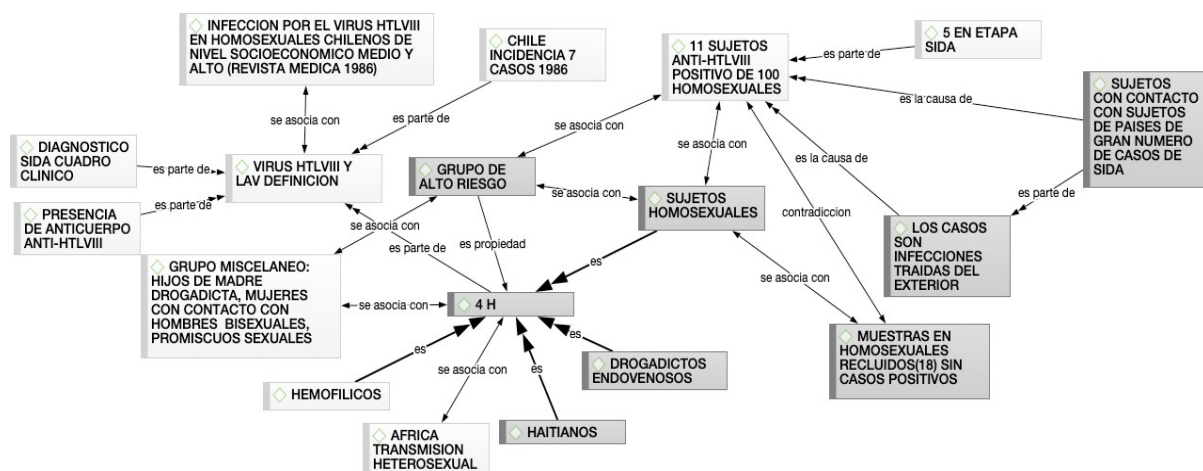 INFECCION POR EL VIRUS HTLVIII
EN HOMOSEXUALES CHILENOS DE
NIVEL SOCIOECONOMICO MEDIO Y
ALTO (REVISTA MEDICA 1986)
CHILE
INCIDENCIA 7
CASOS 1986
11 SUJETOS
ANTI-HTLVIII
POSITIVO DE 100
HOMOSEXUALES
5 EN ETAPA
SIDA
es parte de
SUJETOS
CON CONTACTO
CON SUJETOS
DE PAISES DE
GRAN NUMERO
DE CASOS DE
SIDA
es la causa de
se asocia con
es parte de
se asocia con
DIAGNOSTICO
SIDA CUADRO
CLINICO
es parte de
VIRUS HTLVIII Y
LAV DEFINICION
GRUPO DE
ALTO RIESGO
se asocia con
es la causa de
es parte de
se asocia con
SUJETOS
HOMOSEXUALES
PRESENCIA
DE ANTICUERPO
ANTI-HTLVIII
es parte de
contradiccion
LOS CASOS
SON
INFECCIONES
TRAIDAS DEL
EXTERIOR
se asocia con
es parte de
es propiedad
GRUPO MISCELANEO:
HIJOS DE MADRE
DROGADICTA, MUJERES
CON CONTACTO CON
HOMBRES BISEXUALES,
PROMISCUOS SEXUALES
es
se asocia con
se asocia con
4 H
MUESTRAS EN
HOMOSEXUALES
RECLUIDOS(18) SIN
CASOS POSITIVOS
es
es
DROGADICTOS
ENDOVENOSOS
se asocia con
es
HEMOFILICOS
HAITIANOS
AFRICA
TRANSMISION
HETEROSEXUAL